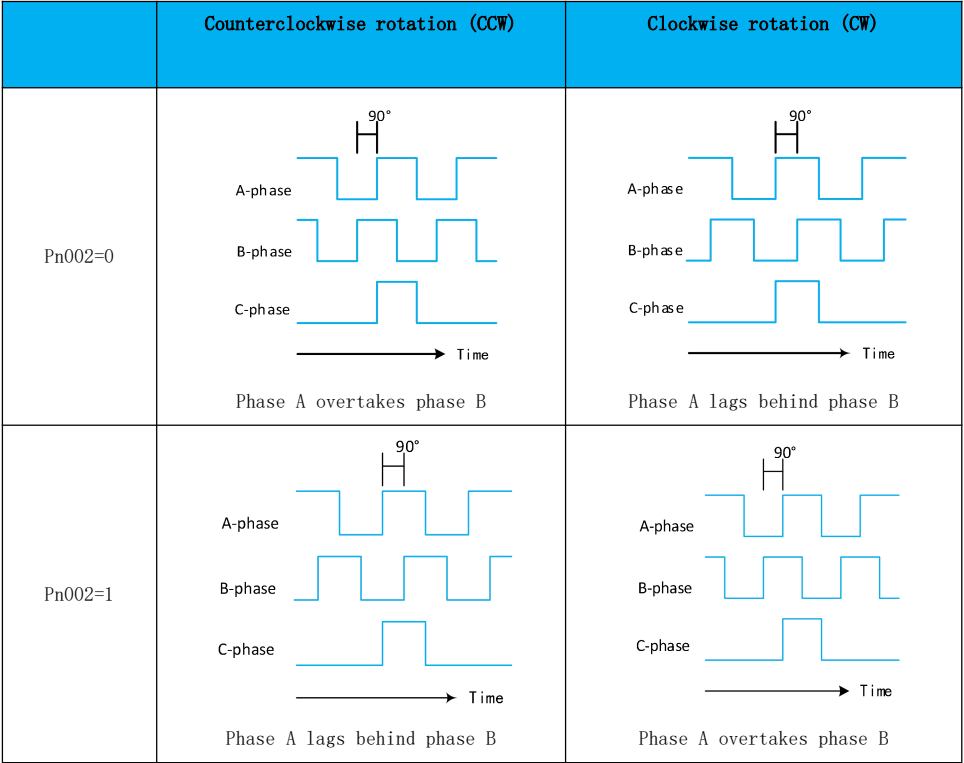 Counterclockwise rotation (CCW)
Clockwise rotation (CW)
Pn002=0
90°
A-phase
B-phase
C-phase
Time
Phase A overtakes phase B
90°
A-phase
B-phase
C-phase
Time
Phase A lags behind phase B
Pn002=1
90°
A-phase
B-phase
C-phase
Time
Phase A lags behind phase B
90°
A-phase
B-phase
C-phase
Time
Phase A overtakes phase B